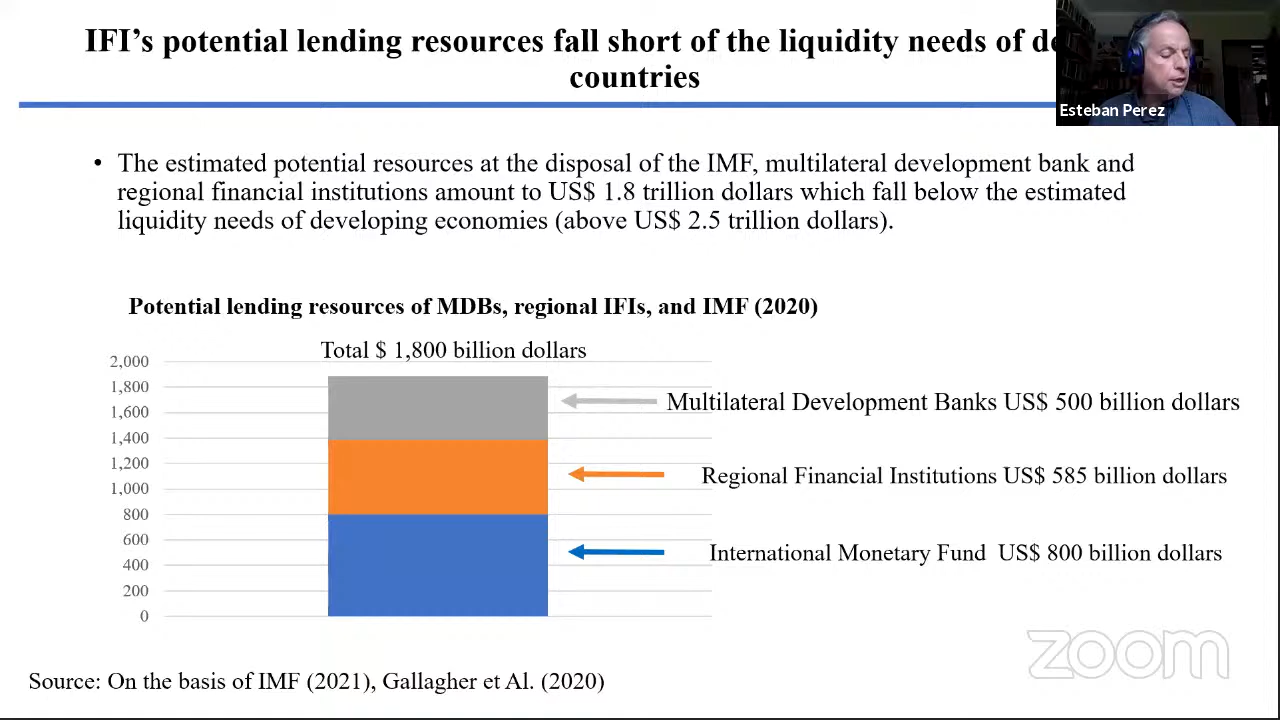 IFI’s potential lending resources fall short of the liquidity needs of de
countries
Esteban Perez
• The estimated potential resources at the disposal of the IMF, multilateral development bank and
regional financial institutions amount to US$ 1.8 trillion dollars which fall below the estimated
liquidity needs of developing economies (above US$ 2.5 trillion dollars).
Potential lending resources of MDBs, regional IFIs, and IMF (2020)
Total $ 1,800 billion dollars
2,000
1,800
1,600
1,400
1,200
1,000
800
600
400
200
0
Multilateral Development Banks US$ 500 billion dollars
Regional Financial Institutions US$ 585 billion dollars
International Monetary Fund  US$ 800 billion dollars
zoom
Source: On the basis of IMF (2021), Gallagher et Al. (2020)